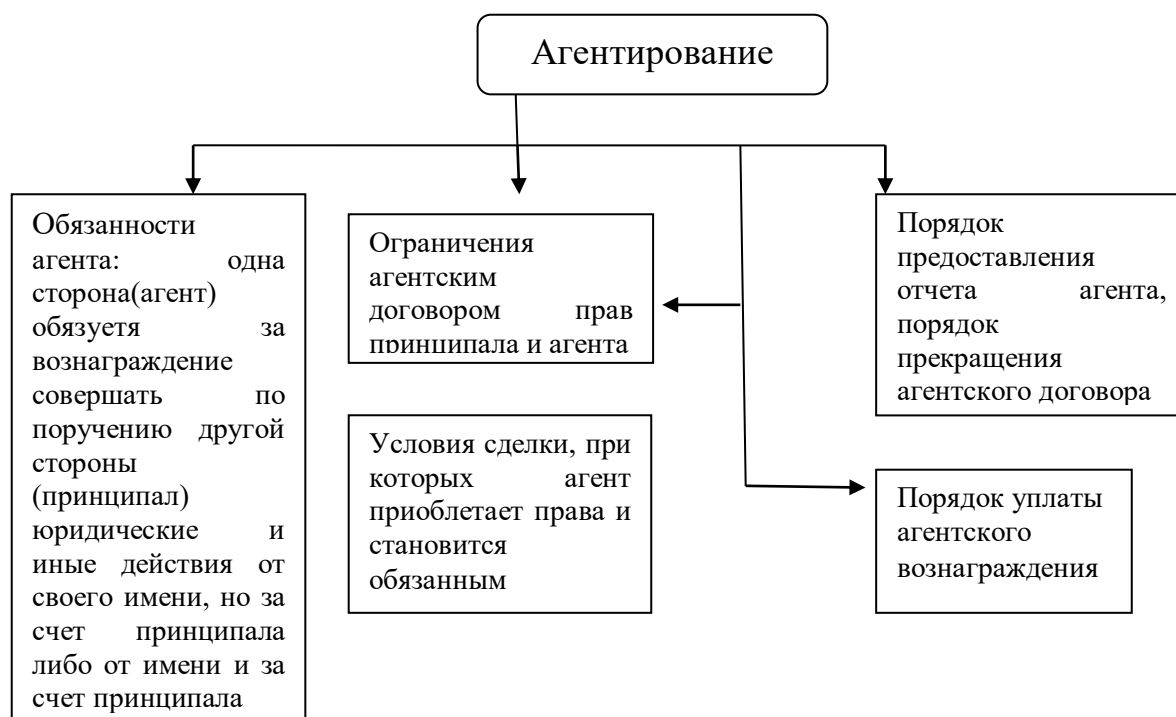 Агентирование
Обязанности
агента: одна
сторона(агент)
обязуетя за
вознаграждение
совершать по
поручению другой
стороны
(принципал)
юридические и
иные действия от
своего имени, но за
счет принципала
либо от имени и за
счет принципала
Ограничения
агентским
договором прав
принципала и агента
Условия сделки, при
которых агент
приоблетает права и
становится
обязанным
Порядок
предоставления
отчета агента,
порядок
прекращения
агентского договора
Порядок уплаты
агентского
вознаграждения